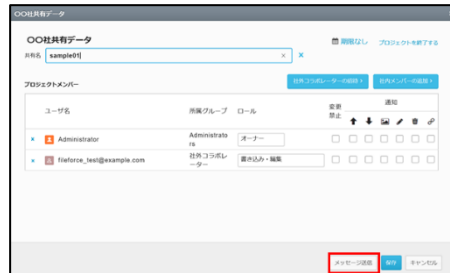 〇〇社共有データ
〇〇社共有データ
期限なし
プロジェクトを終了する
共有名 sample01
社外コラボレーターの追加
社内メンバーの追加
プロジェクトメンバー
ユーザ名 所属グループ ロール 変更禁止 通知
Administrator Administrators オーナー
fileforce_test@example.com 社外コラボレーター 書き込み・編集
メッセージ送信 保存 キャンセル